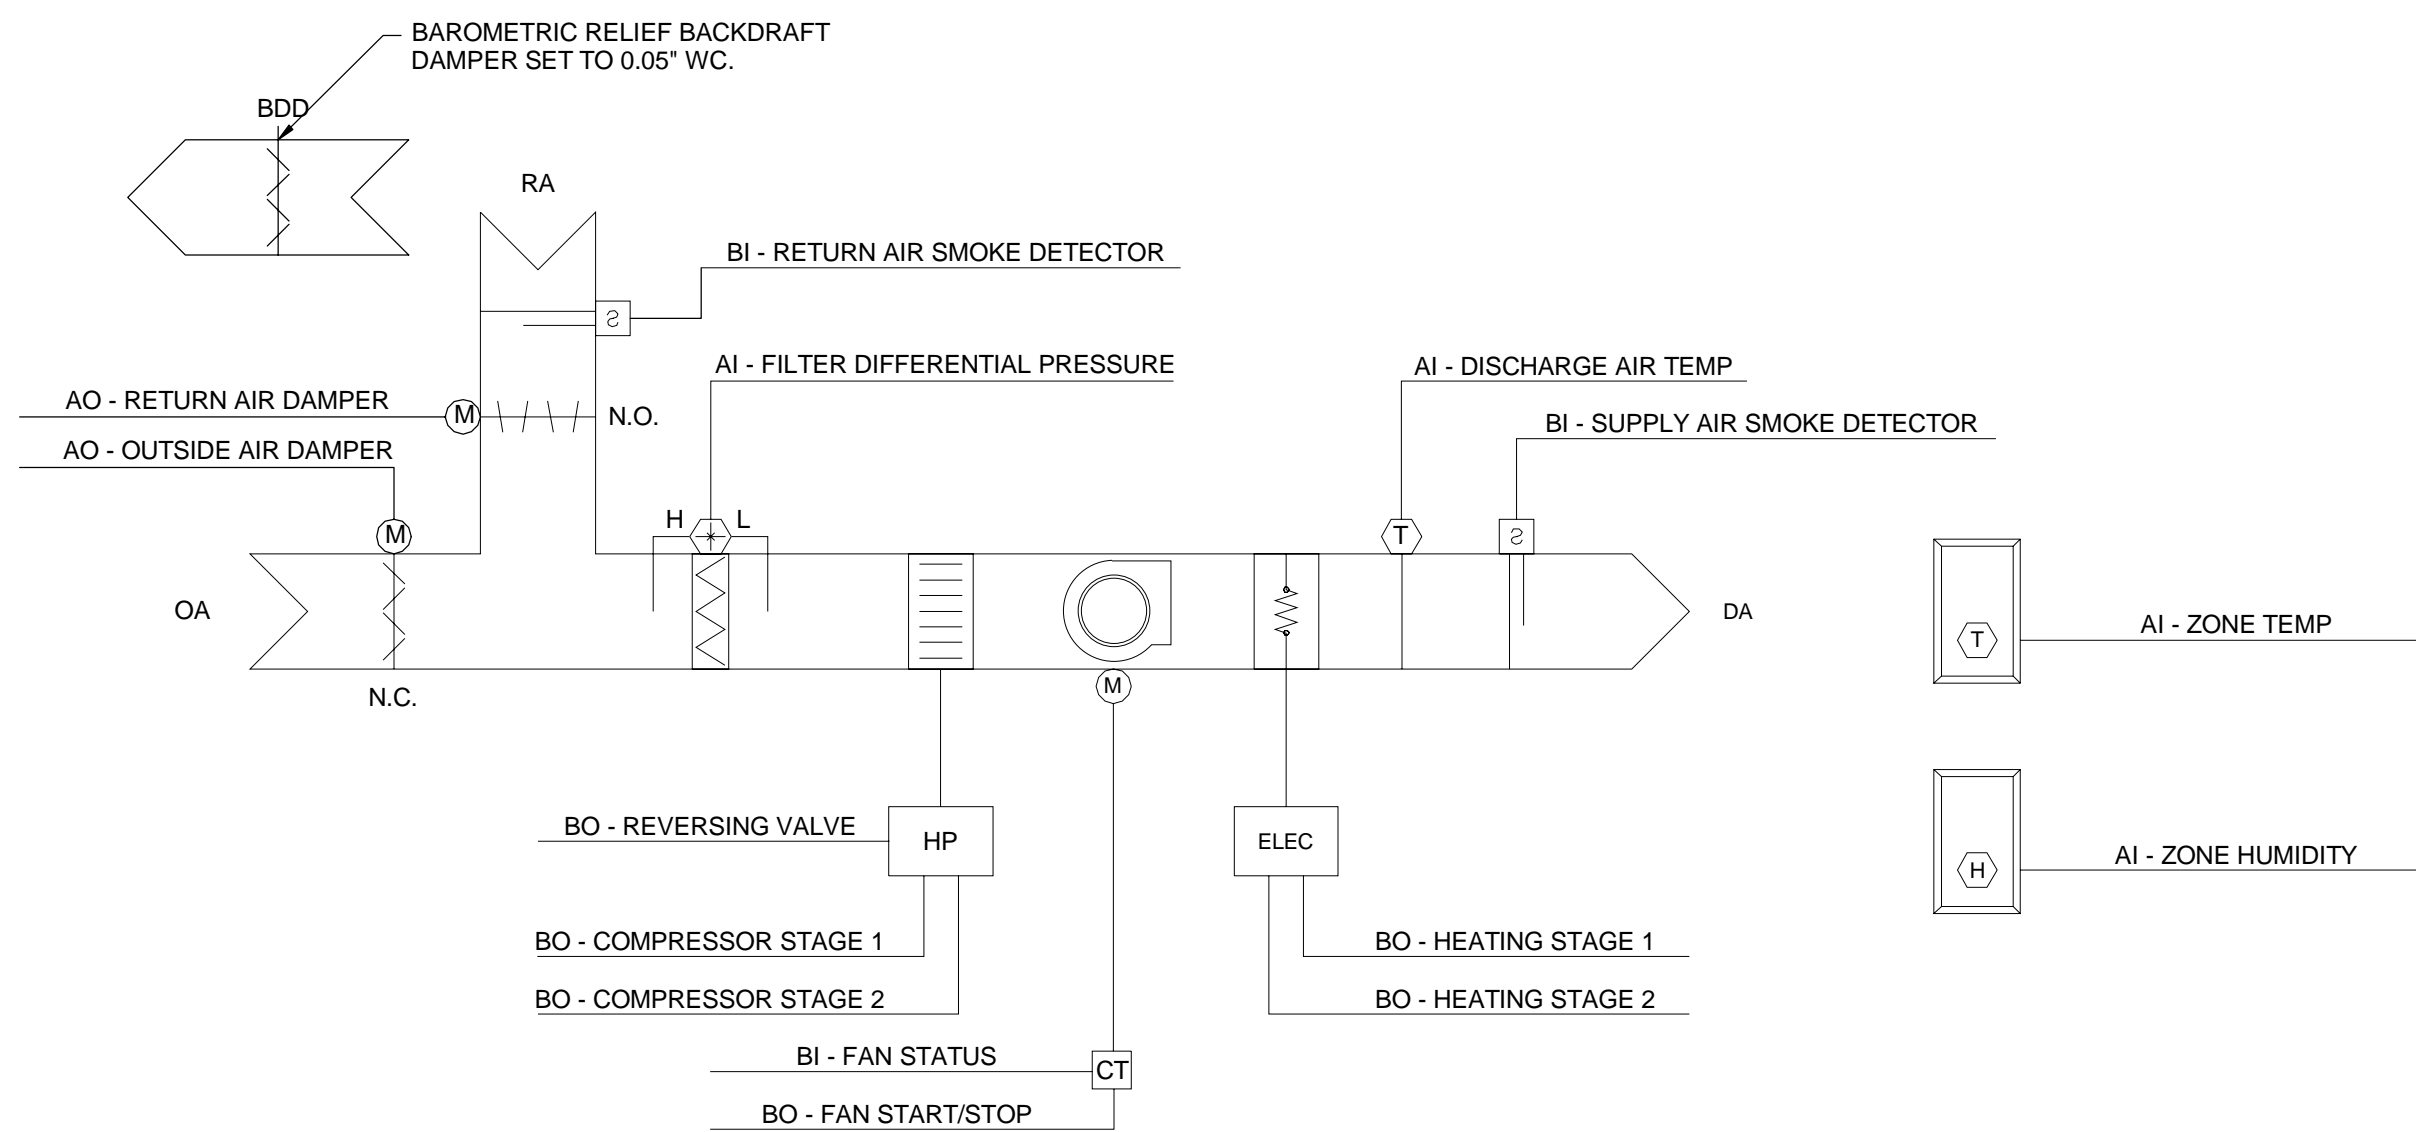 BAROMETRIC RELIEF BACKDRAFT
DAMPER SET TO 0.05" WC.
BDD
RA
BI - RETURN AIR SMOKE DETECTOR
S
AI - FILTER DIFFERENTIAL PRESSURE
AI - DISCHARGE AIR TEMP
AO - RETURN AIR DAMPER
M
N.O.
BI - SUPPLY AIR SMOKE DETECTOR
AO - OUTSIDE AIR DAMPER
M
H
L
T
S
OA
DA
T
AI - ZONE TEMP
N.C.
M
BO - REVERSING VALVE
HP
ELEC
H
AI - ZONE HUMIDITY
BO - COMPRESSOR STAGE 1
BO - HEATING STAGE 1
BO - COMPRESSOR STAGE 2
BO - HEATING STAGE 2
BI - FAN STATUS
CT
BO - FAN START/STOP